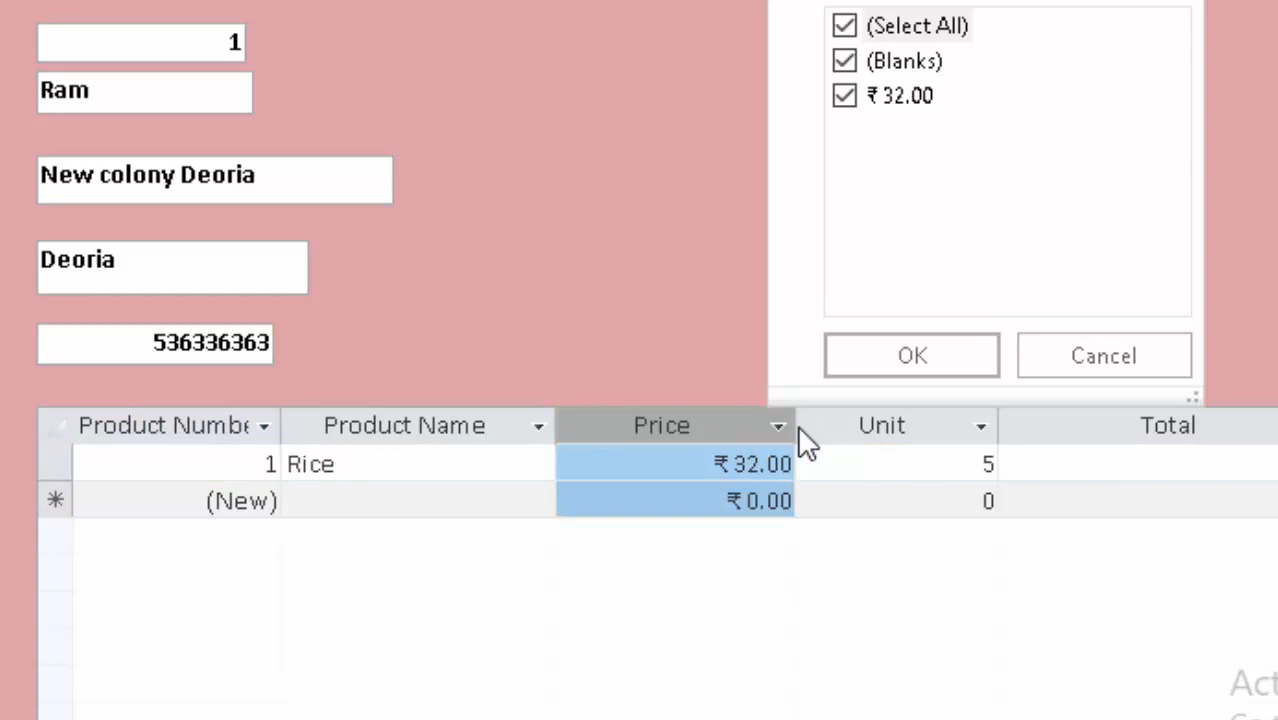 1
Ram
New colony Deoria
Deoria
536336363
(Select All)
(Blanks)
₹ 32.00
OK Cancel
Product Numbe Product Name Price Unit Total
1 Rice ₹ 32.00 5
* (New) ₹ 0.00 0
Act